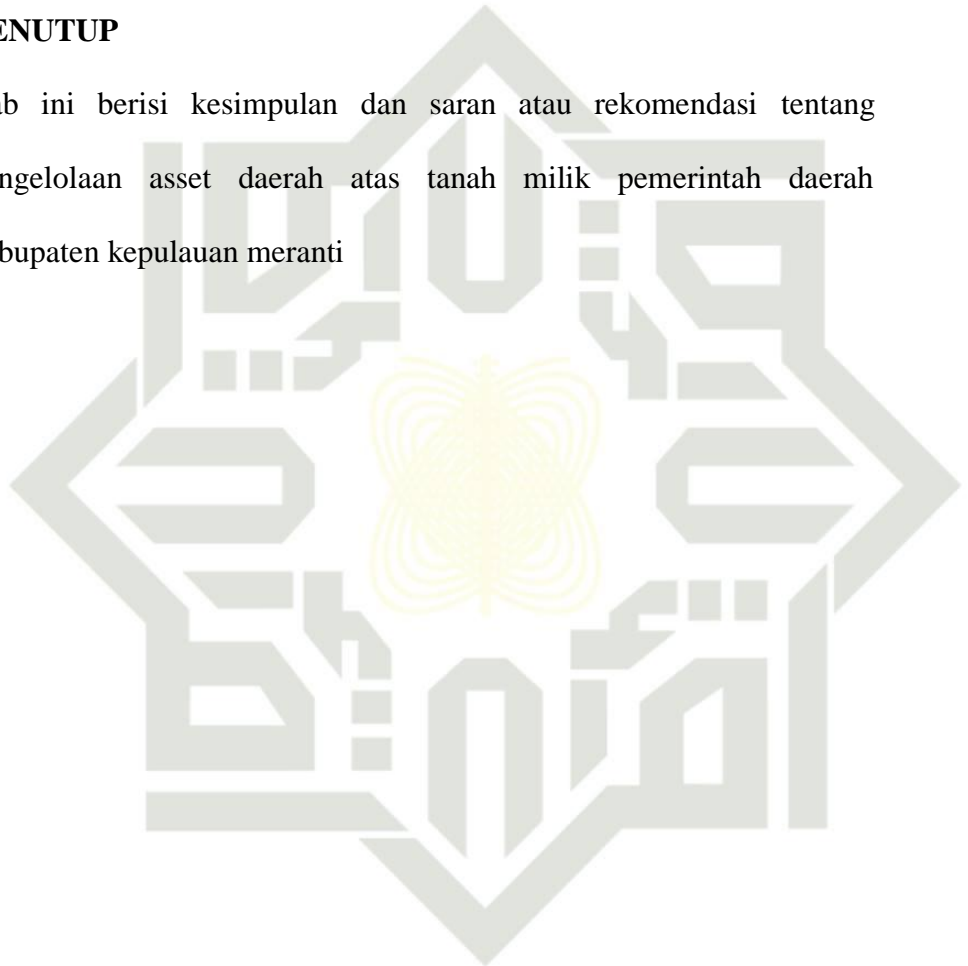 ENUTUP
ab ini berisi kesimpulan dan saran atau rekomendasi tentang
ngelolaan asset daerah atas tanah milik pemerintah daerah
bupaten kepulauan meranti